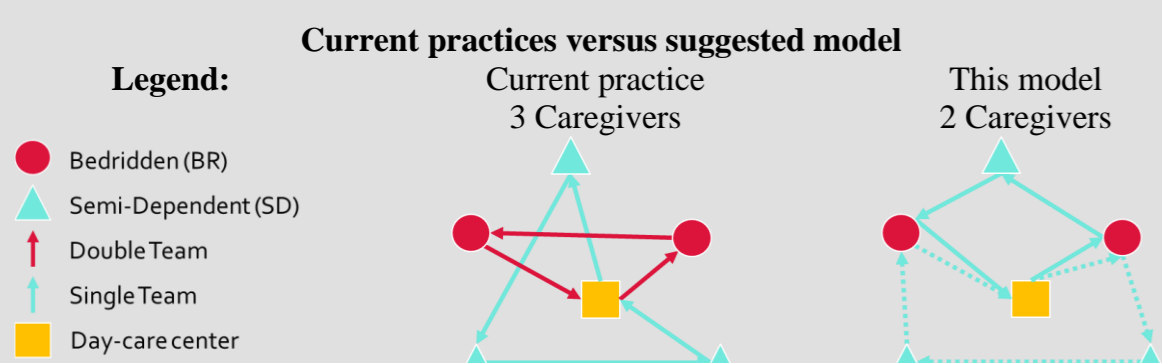 Current practices versus suggested model
Legend:
Current practice
3 Caregivers
This model
2 Caregivers
Bedridden (BR)
Semi-Dependent (SD)
Double Team
Single Team
Day-care center